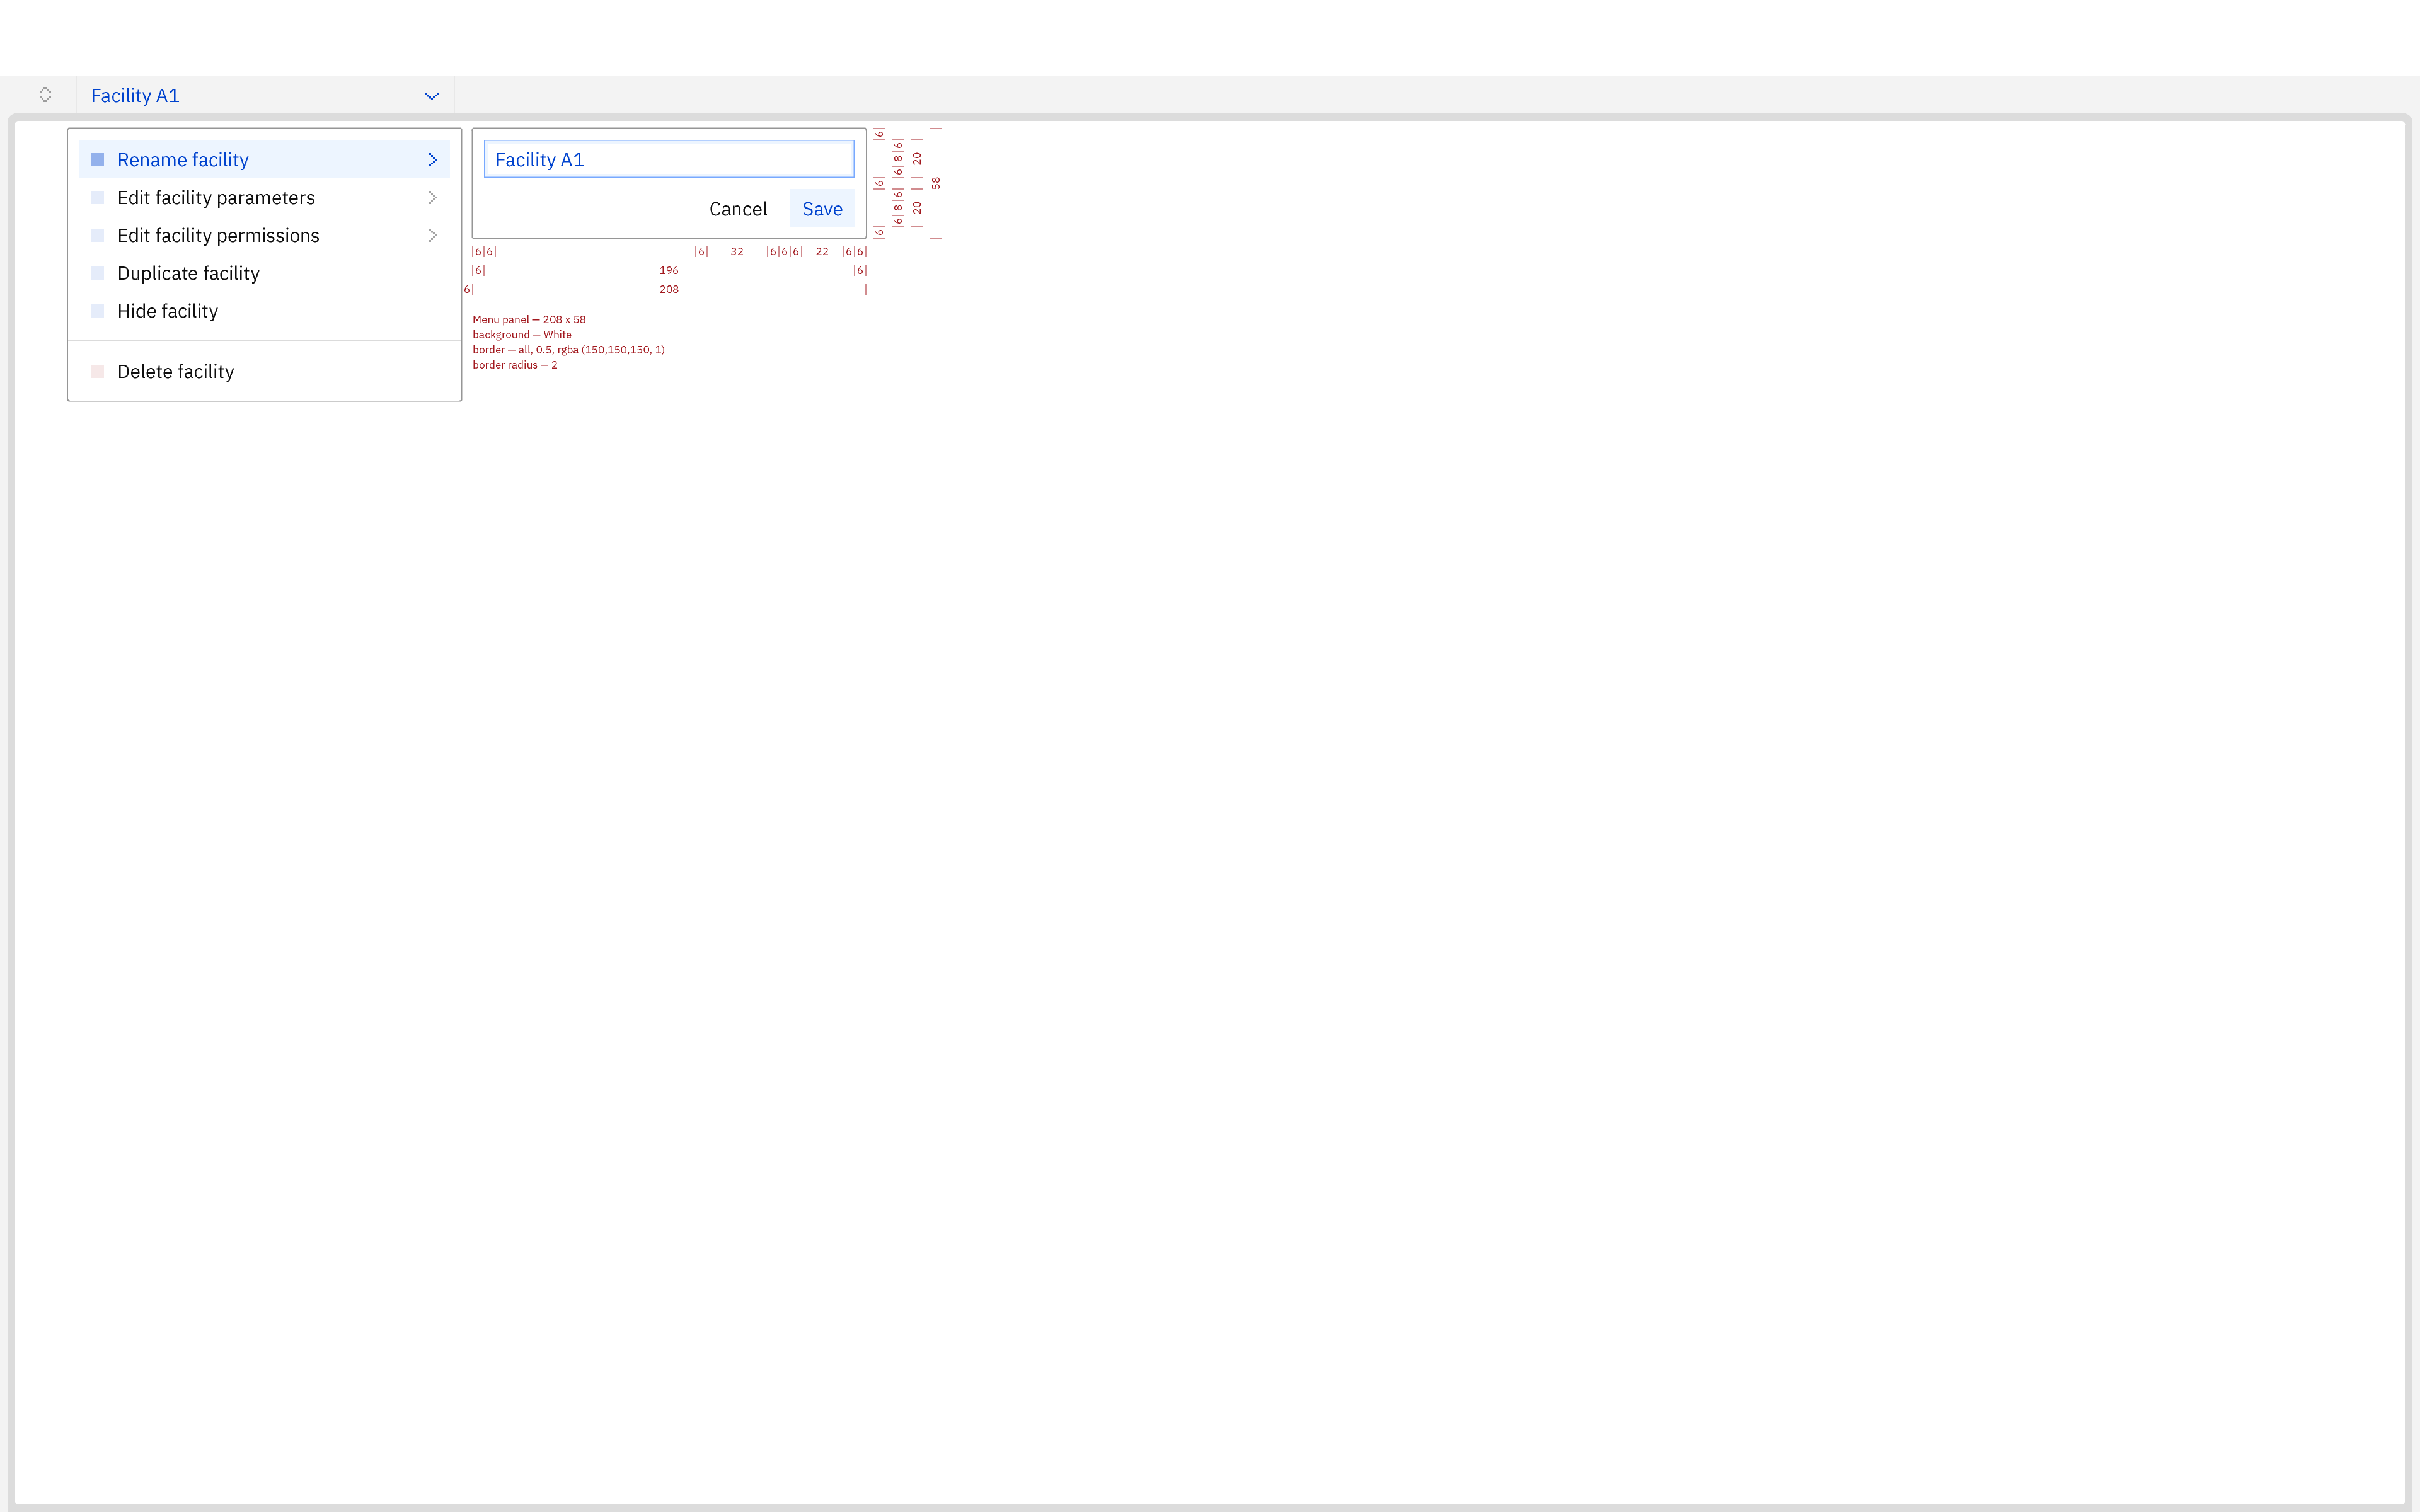 Facility A1
Rename facility
Edit facility parameters
Edit facility permissions
Duplicate facility
Hide facility
Delete facility
Facility A1
Cancel Save
|6|6| |6| 32 |6|6|6| 22 |6|6|
|6| 196 |6|
6| 208 |
|6| |6| |6|
|6|8|6| |6|8|6|
20 20
58
Menu panel — 208 x 58
background — White
border — all, 0.5, rgba (150,150,150, 1)
border radius — 2